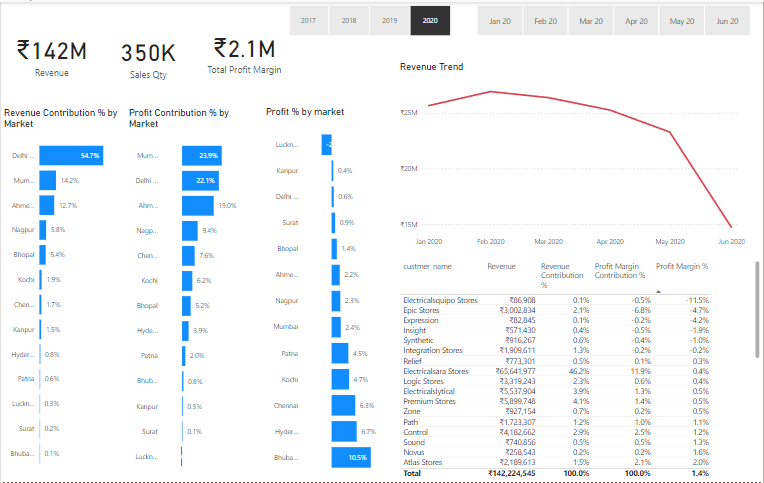 2017 2018 2019 2020 Jan 20 Feb 20 Mar 20 Apr 20 May 20 Jun 20
₹142M 350K ₹2.1M
Revenue Sales Qty Total Profit Margin
Revenue Trend
₹25M
₹20M
₹15M
Jan 2020 Feb 2020 Mar 2020 Apr 2020 May 2020 Jun 2020
Revenue Contribution % by
Market
Delhi ... 54.7%
Mum... 14.2%
Ahme... 12.7%
Nagpur 5.8%
Bhopal 5.4%
Kochi 1.9%
Chen... 1.7%
Kanpur 1.5%
Hyder... 0.8%
Patna 0.6%
Luckn... 0.3%
Surat 0.2%
Bhuba... 0.1%
Profit Contribution % by
Market
Mum... 23.9%
Delhi ... 22.1%
Ahm... 19.0%
Nagp... 9.4%
Chen... 7.6%
Kochi 6.2%
Bhopal 5.2%
Hyde... 3.9%
Patna 2.0%
Bhub... 0.8%
Kanpur 0.5%
Surat 0.1%
Luckn...
Profit % by market
Luckn...
Kanpur 0.4%
Delhi ... 0.6%
Surat 0.9%
Bhopal 1.4%
Ahme... 2.2%
Nagpur 2.3%
Mumbai 2.4%
Patna 4.5%
Kochi 4.7%
Chennai 6.3%
Hyder... 6.7%
Bhuba... 10.5%
custmer_name Revenue Revenue Contribution % Profit Margin Contribution % Profit Margin %
Electricalsquipo Stores ₹86,908 0.1% -0.5% -11.5%
Epic Stores ₹3,002,834 2.1% -6.8% -4.7%
Expression ₹82,845 0.1% -0.2% -4.2%
Insight ₹571,430 0.4% -0.5% -1.9%
Synthetic ₹916,267 0.6% -0.4% -1.0%
Integration Stores ₹1,909,611 1.3% -0.2% -0.2%
Relief ₹773,301 0.5% 0.1% 0.3%
Electricalsara Stores ₹65,641,977 46.2% 11.9% 0.4%
Logic Stores ₹3,319,243 2.3% 0.6% 0.4%
Electricalslytical ₹5,537,904 3.9% 1.3% 0.5%
Premium Stores ₹5,899,748 4.1% 1.4% 0.5%
Zone ₹927,154 0.7% 0.2% 0.5%
Path ₹1,723,307 1.2% 1.0% 1.1%
Control ₹4,182,662 2.9% 2.5% 1.2%
Sound ₹740,856 0.5% 0.5% 1.3%
Novus ₹258,543 0.2% 0.2% 1.6%
Atlas Stores ₹2,189,613 1.5% 2.1% 2.0%
Total ₹142,224,545 100.0% 100.0% 1.4%